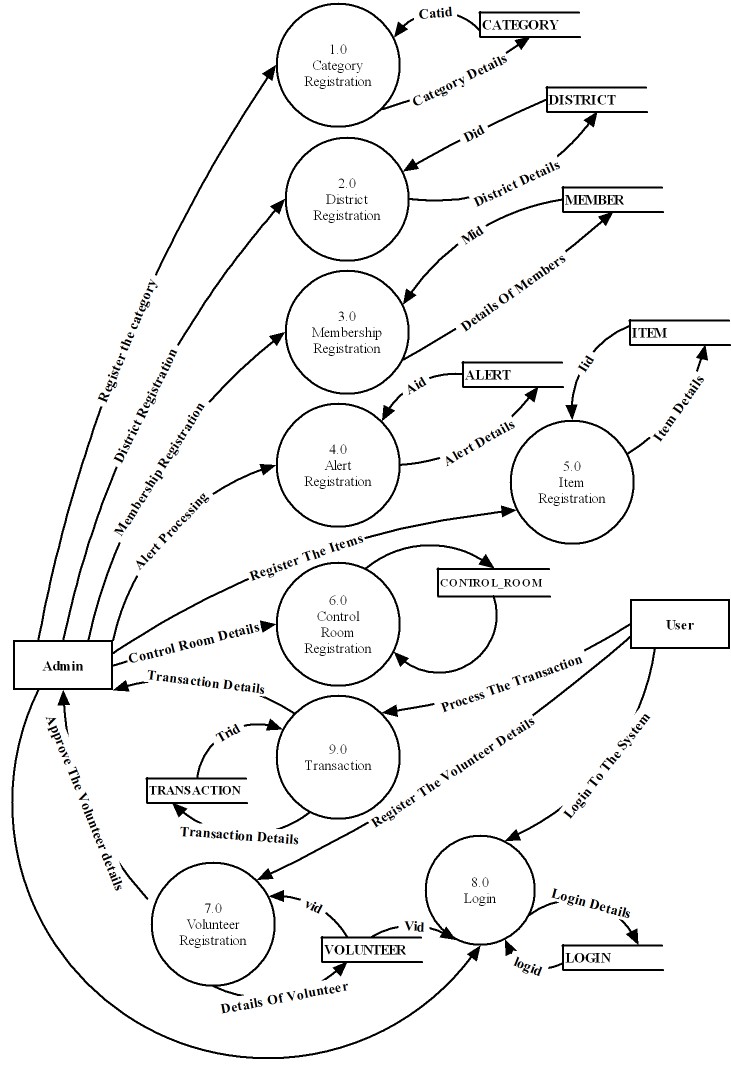 Catid
CATEGORY
1.0
Category
Registration
Category Details
DISTRICT
Did
2.0
District
Registration
District Details
MEMBER
Mid
3.0
Membership
Registration
Details Of Members
ITEM
Iid
Item Details
Register the category
District Registration
Membership Registration
Aid
ALERT
4.0
Alert
Registration
Alert Details
5.0
Item
Registration
Alert Processing
Register The Items
CONTROL_ROOM
6.0
Control
Room
Registration
Control Room Details
User
Admin
Transaction Details
Process The Transaction
Trid
9.0
Transaction
TRANSACTION
Transaction Details
Register The Volunteer Details
Login To The System
Approve The Volunteer details
7.0
Volunteer
Registration
vid
Vid
VOLUNTEER
Details Of Volunteer
8.0
Login
Login Details
logid
LOGIN